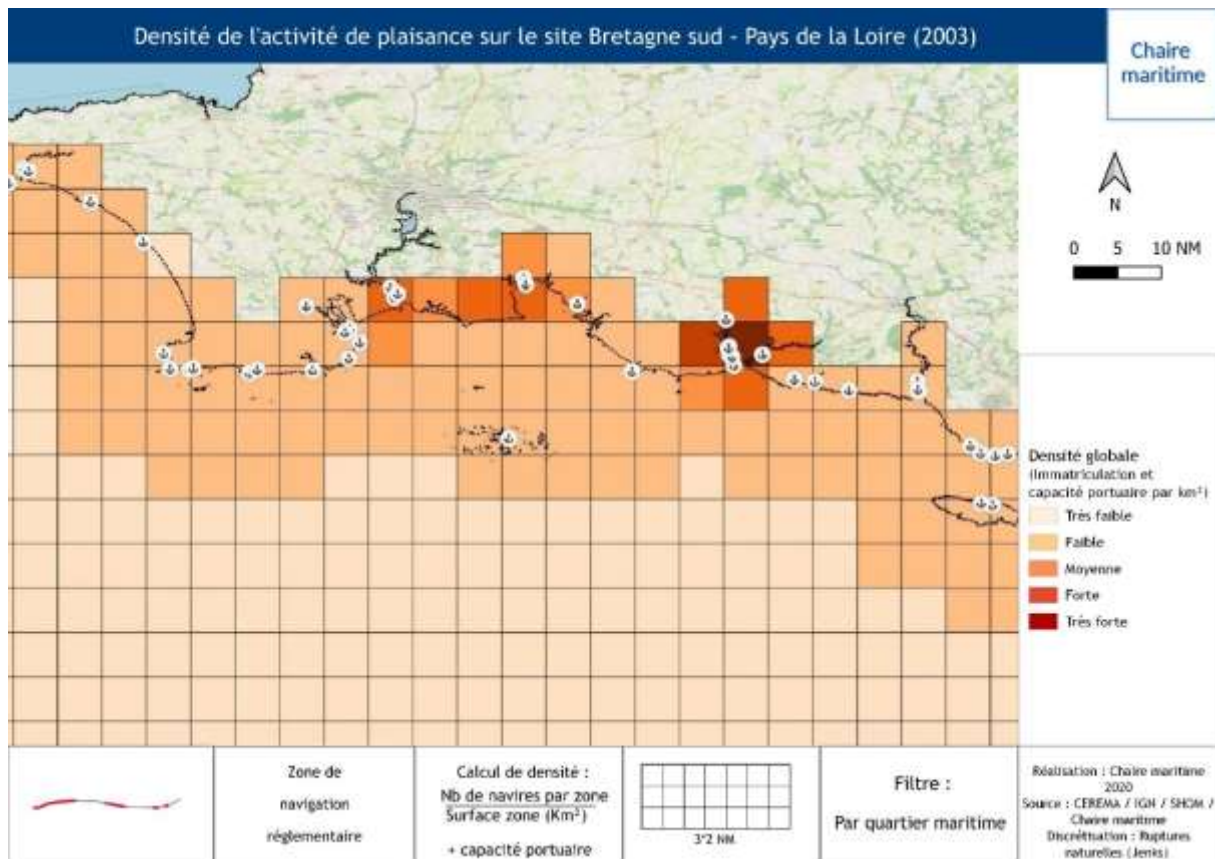 Densité de l'activité de plaisance sur le site Bretagne sud - Pays de la Loire (2003)
Chaire
maritime
N
0 5 10 NM
Densité globale
(Immatriculation et
capacité portuaire par km²)
Très faible
Faible
Moyenne
Forte
Très forte
Zone de
navigation
réglementaire
Calcul de densité :
Nb de navires par zone
Surface zone (Km²)
+ capacité portuaire
3*2 NM
Filtre :
Par quartier maritime
Réalisation : Chaire maritime
2020
Source : CEREMA / IGN / SHOM /
Chaire maritime
Discrétisation : Ruptures
naturelles (Jenks)